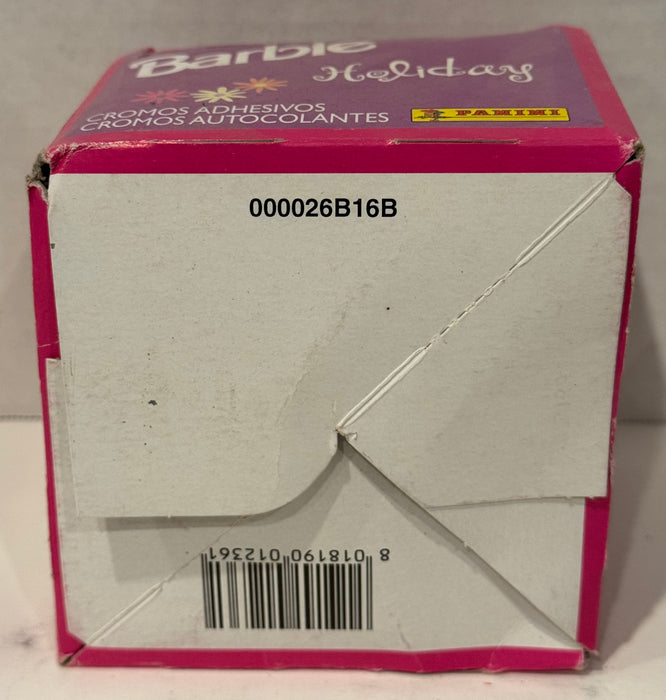 Barbie
Holiday
CROMOS ADHESIVOS
CROMOS AUTOCOLANTES
PANINI
000026B16B
8 018190 012361